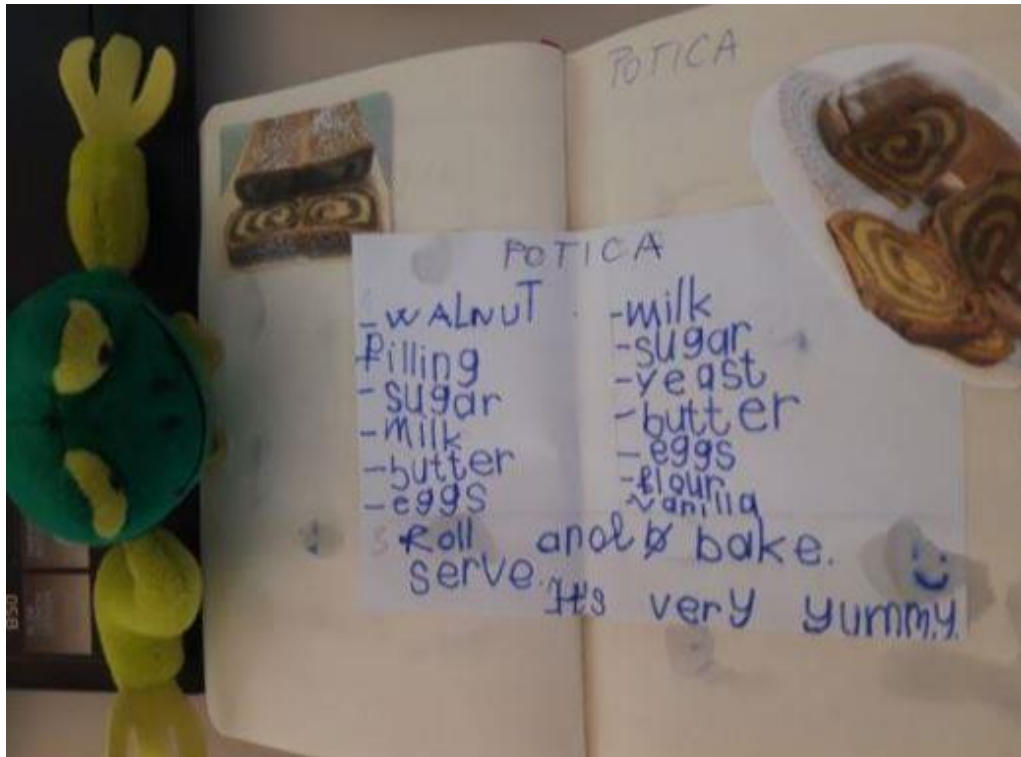 POTICA
POTICA
- WALNUT
filling
- sugar
- Milk
- butter
- eggs
- milk
- sugar
- yeast
- butter
- eggs
- flour
~ vanilla
Roll and bake.
serve.
It's very yummy.